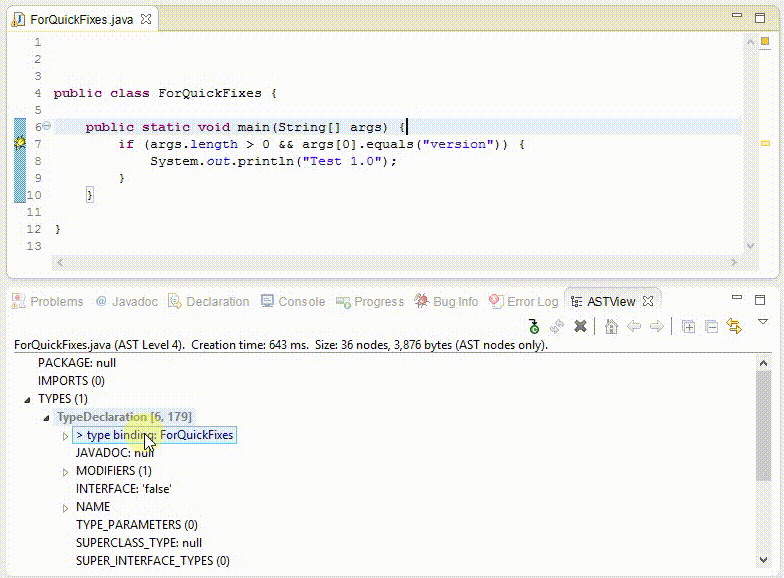 ForQuickFixes.java
1
2
3
4 public class ForQuickFixes {
5
6 public static void main(String[] args) {
7 if (args.length > 0 && args[0].equals("version")) {
8 System.out.println("Test 1.0");
9 }
10 }
11
12 }
13
Problems @ Javadoc Declaration Console Progress Bug Info Error Log ASTView
ForQuickFixes.java (AST Level 4). Creation time: 643 ms. Size: 36 nodes, 3,876 bytes (AST nodes only).
PACKAGE: null
IMPORTS (0)
TYPES (1)
TypeDeclaration [6, 179]
> type binding: ForQuickFixes
JAVADOC: null
MODIFIERS (1)
INTERFACE: 'false'
NAME
TYPE_PARAMETERS (0)
SUPERCLASS_TYPE: null
SUPER_INTERFACE_TYPES (0)